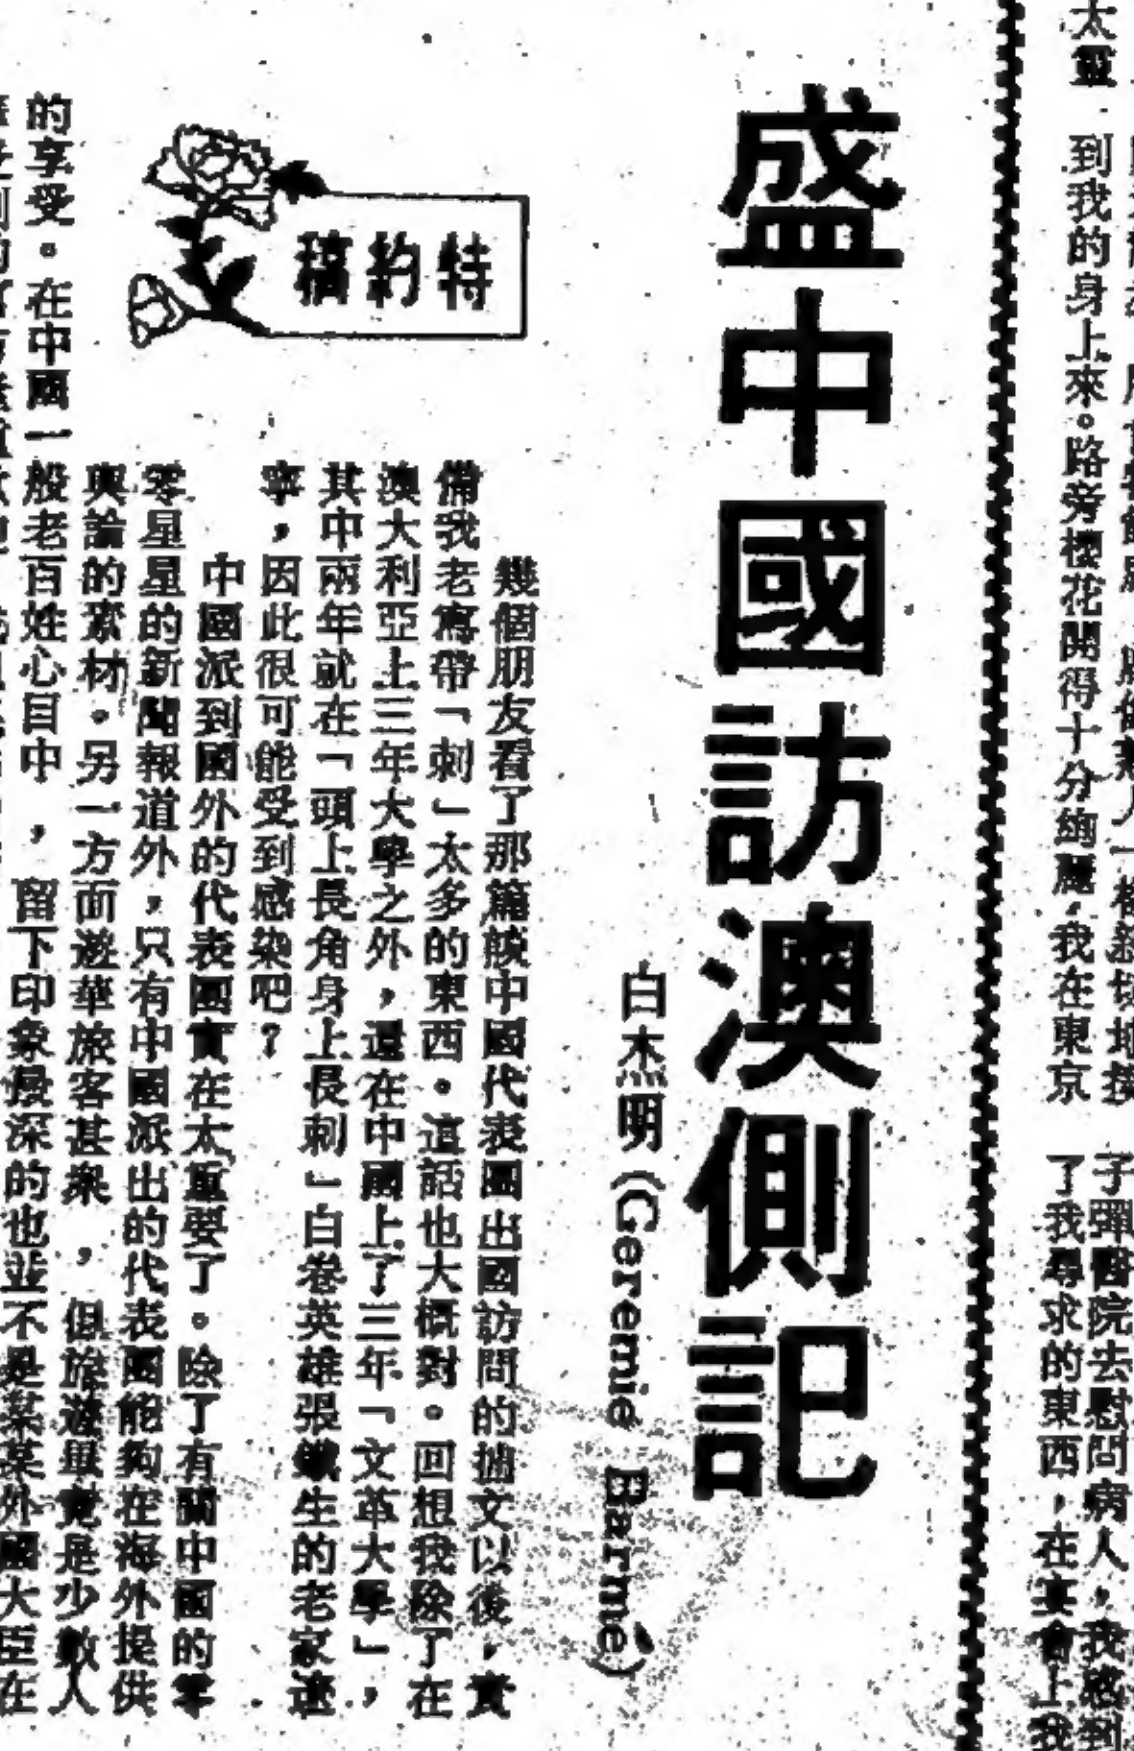 太靈
到我的身上來。路旁櫻花開得十分絢麗,我在東京
子彈醫院去慰問病人,我感到
了我尋求的東西,在宴會上我
盛中國訪澳側記
白杰明(Geremie Barmé)
特約稿
幾個朋友看了那篇談中國代表團出國訪問的拙文以後,責
備我老寫帶「刺」太多的東西。這話也大概對。回想我除了在
澳大利亞上三年大學之外,還在中國上了三年「文革大學」,
其中兩年就在「頭上長角身上長刺」白卷英雄張鐵生的老家遼
寧,因此很可能受到感染吧?
中國派到國外的代表團實在太重要了。除了有關中國的零
零星星的新聞報道外,只有中國派出的代表團能夠在海外提供
輿論的素材。另一方面遊華旅客甚衆,但旅遊畢竟是少數人
的享受。在中國一般老百姓心目中,留下印象最深的也並不是某某外國大臣在